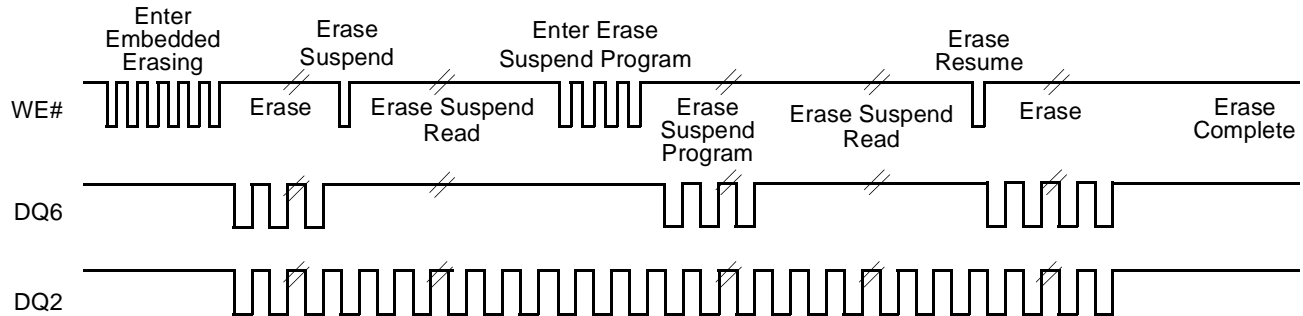 Enter
Embedded
Erasing
Erase
Suspend
Enter Erase
Suspend Program
Erase
Resume
WE#
Erase
Erase Suspend
Read
Erase
Suspend
Program
Erase Suspend
Read
Erase
Erase
Complete
DQ6
DQ2